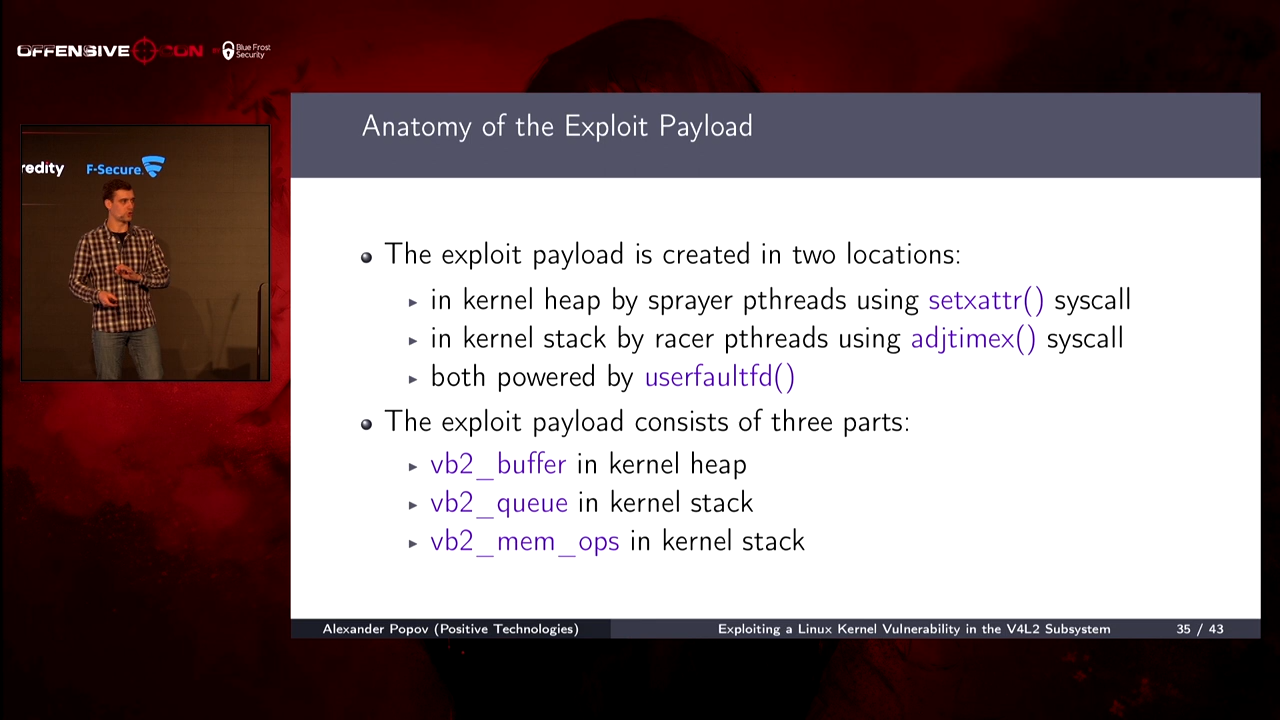 OFFENSIVE CON BY Blue Frost Security
redity F-Secure
Anatomy of the Exploit Payload
The exploit payload is created in two locations:
in kernel heap by sprayer pthreads using setxattr() syscall
in kernel stack by racer pthreads using adjtimex() syscall
both powered by userfaultfd()
The exploit payload consists of three parts:
vb2_buffer in kernel heap
vb2_queue in kernel stack
vb2_mem_ops in kernel stack
Alexander Popov (Positive Technologies) Exploiting a Linux Kernel Vulnerability in the V4L2 Subsystem 35 / 43